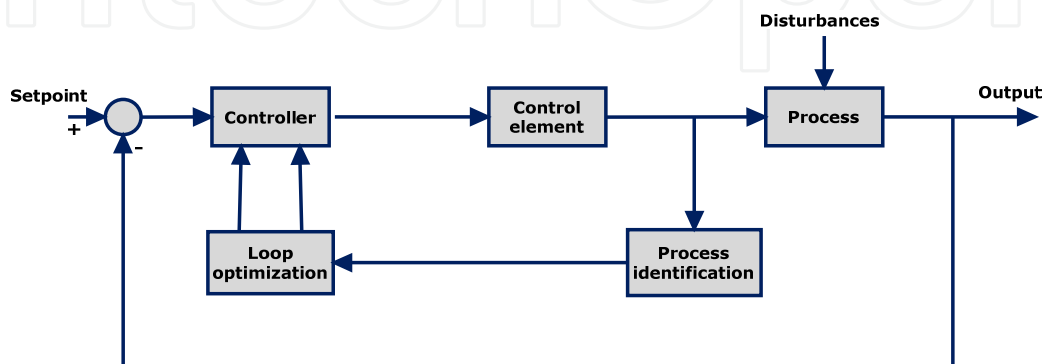 Disturbances
Setpoint
+
-
Controller
Control
element
Process
Output
Loop
optimization
Process
identification